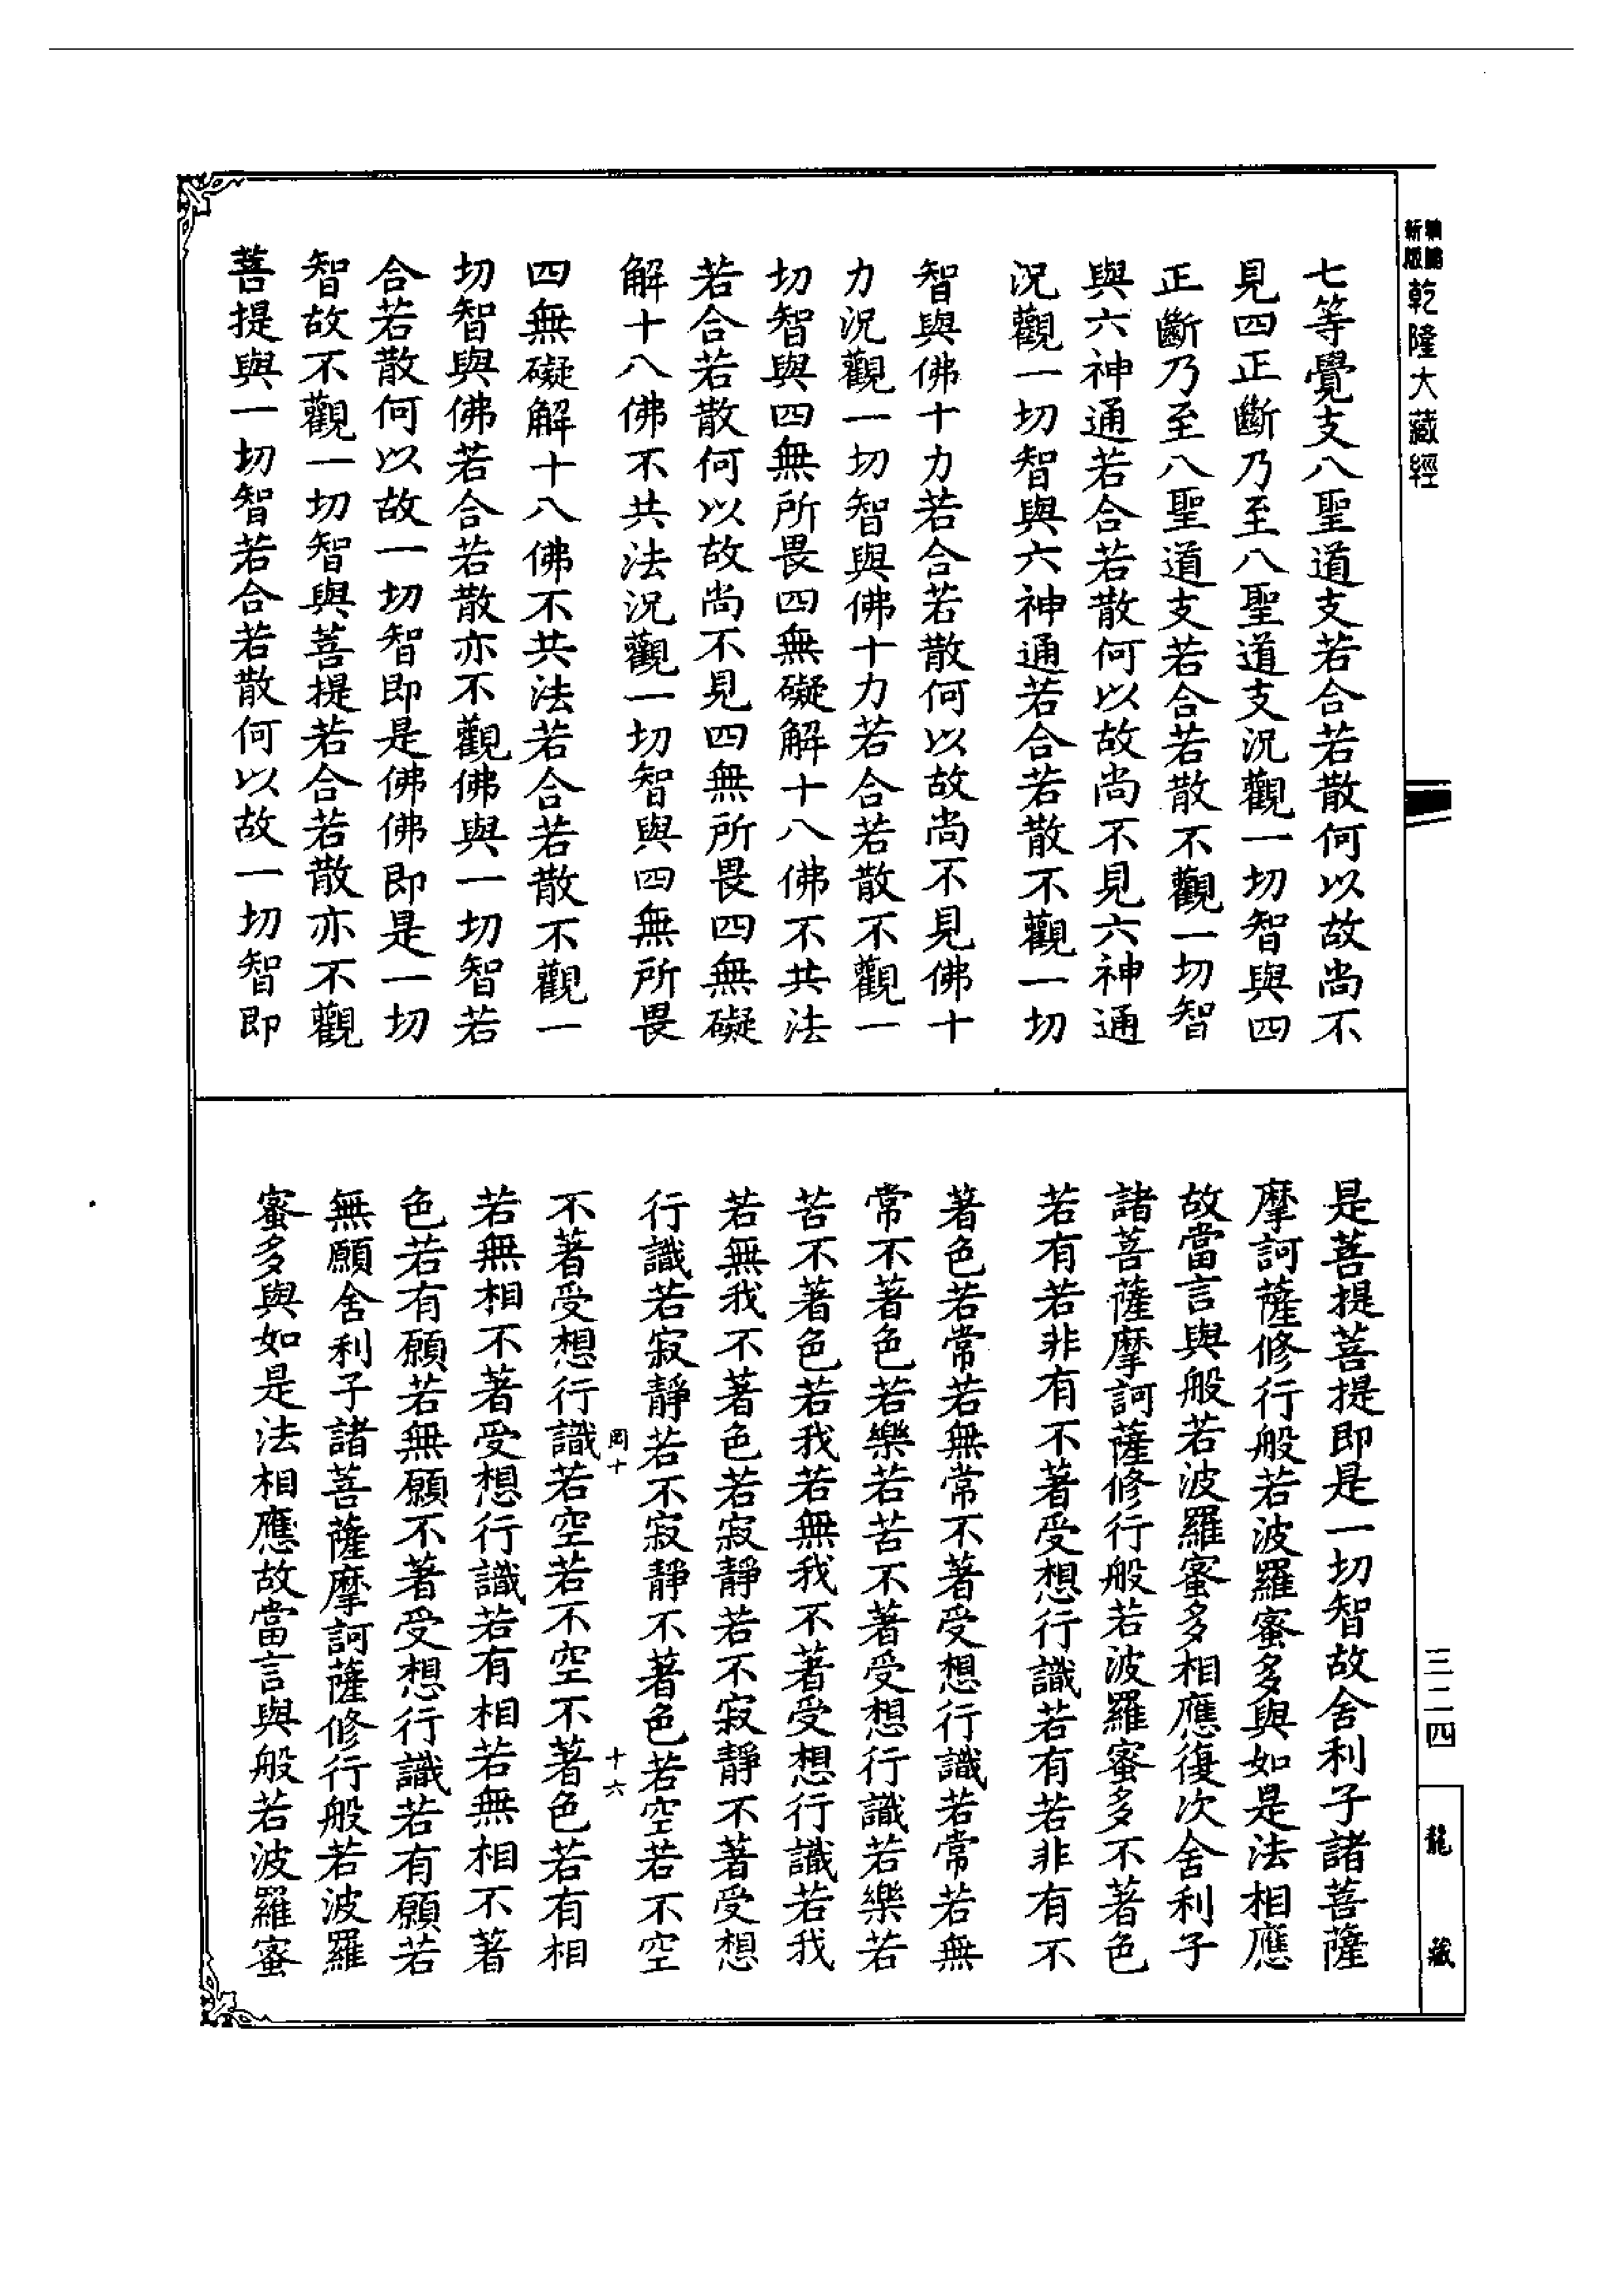 新編縮版
乾隆大藏經
七等覺支八聖道支若合若散何以故尚不
見四正斷乃至八聖道支況觀一切智與四
正斷乃至八聖道支若合若散不觀一切智
與六神通若合若散何以故尚不見六神通
況觀一切智與六神通若合若散不觀一切
智與佛十力若合若散何以故尚不見佛十
力況觀一切智與佛十力若合若散不觀一
切智與四無所畏四無礙解十八佛不共法
若合若散何以故尚不見四無所畏四無礙
解十八佛不共法況觀一切智與四無所畏
四無礙解十八佛不共法若合若散不觀一
切智與佛若合若散亦不觀佛與一切智若
合若散何以故一切智即是佛佛即是一切
智故不觀一切智與菩提若合若散亦不觀
菩提與一切智若合若散何以故一切智即
三二四
龍藏
是菩提菩提即是一切智故舍利子諸菩薩
摩訶薩修行般若波羅蜜多與如是法相應
故當言與般若波羅蜜多相應復次舍利子
諸菩薩摩訶薩修行般若波羅蜜多不著色
若有若非有不著受想行識若有若非有不
著色若常若無常不著受想行識若常若無
常不著色若樂若苦不著受想行識若樂若
苦不著色若我若無我不著受想行識若我
若無我不著色若寂靜若不寂靜不著受想
行識若寂靜若不寂靜不著色若空若不空
岡十 十六
不著受想行識若空若不空不著色若有相
若無相不著受想行識若有相若無相不著
色若有願若無願不著受想行識若有願若
無願舍利子諸菩薩摩訶薩修行般若波羅
蜜多與如是法相應故當言與般若波羅蜜